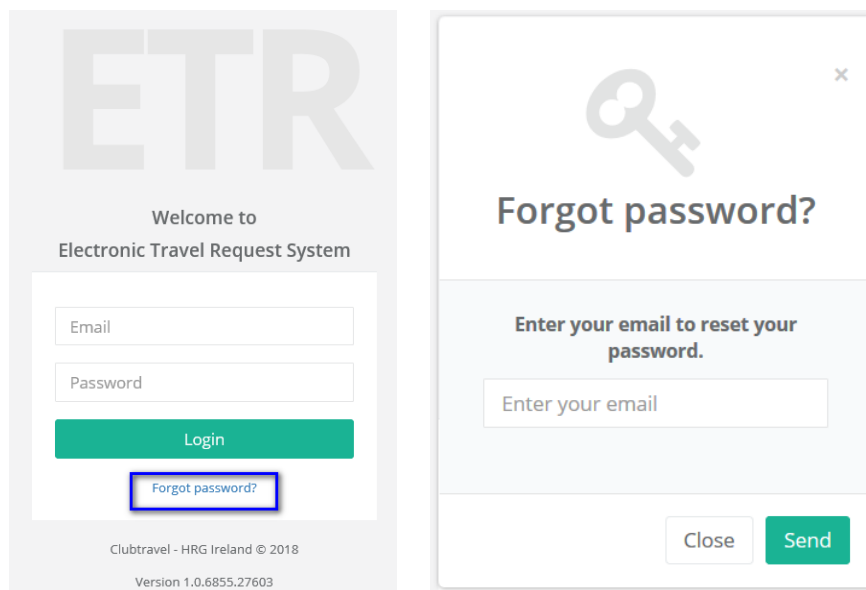 ETR
Welcome to
Electronic Travel Request System
Email
Password
Login
Forgot password?
Clubtravel - HRG Ireland © 2018
Version 1.0.6855.27603
×
Forgot password?
Enter your email to reset your
password.
Enter your email
Close
Send